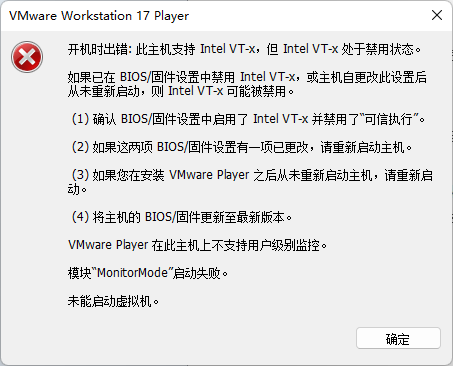 VMware Workstation 17 Player
开机时出错: 此主机支持 Intel VT-x，但 Intel VT-x 处于禁用状态。
如果已在 BIOS/固件设置中禁用 Intel VT-x，或主机自更改此设置后
从未重新启动，则 Intel VT-x 可能被禁用。
(1) 确认 BIOS/固件设置中启用了 Intel VT-x 并禁用了“可信执行”。
(2) 如果这两项 BIOS/固件设置有一项已更改，请重新启动主机。
(3) 如果您在安装 VMware Player 之后从未重新启动主机，请重新启
动。
(4) 将主机的 BIOS/固件更新至最新版本。
VMware Player 在此主机上不支持用户级别监控。
模块“MonitorMode”启动失败。
未能启动虚拟机。
确定